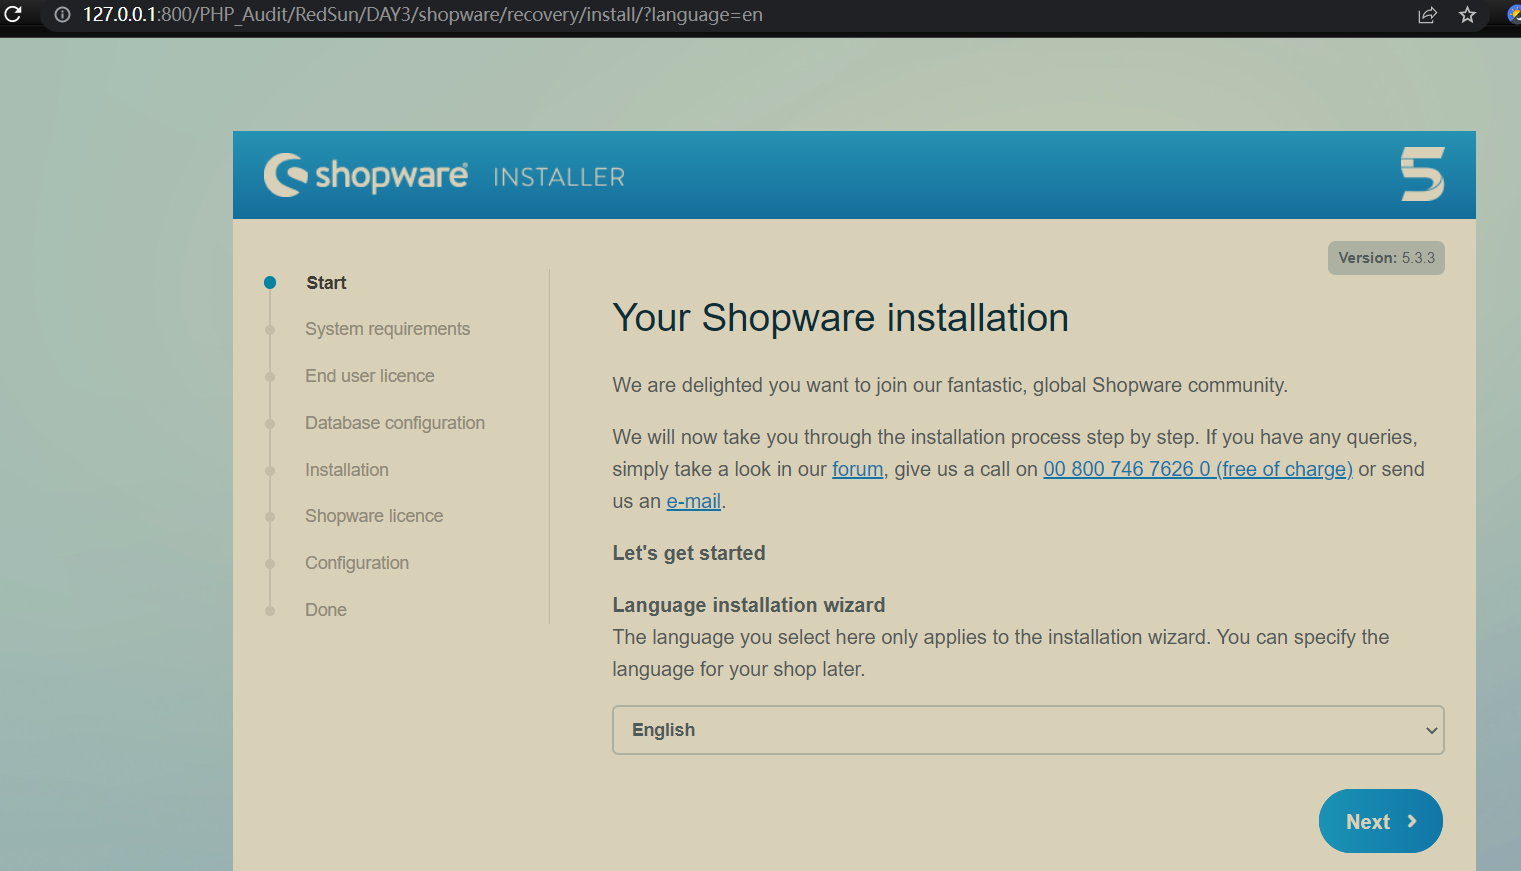 127.0.0.1:800/PHP_Audit/RedSun/DAY3/shopware/recovery/install/?language=en
shopware® INSTALLER
5
Version: 5.3.3
Start
System requirements
End user licence
Database configuration
Installation
Shopware licence
Configuration
Done
Your Shopware installation
We are delighted you want to join our fantastic, global Shopware community.
We will now take you through the installation process step by step. If you have any queries,
simply take a look in our forum, give us a call on 00 800 746 7626 0 (free of charge) or send
us an e-mail.
Let's get started
Language installation wizard
The language you select here only applies to the installation wizard. You can specify the
language for your shop later.
English
Next